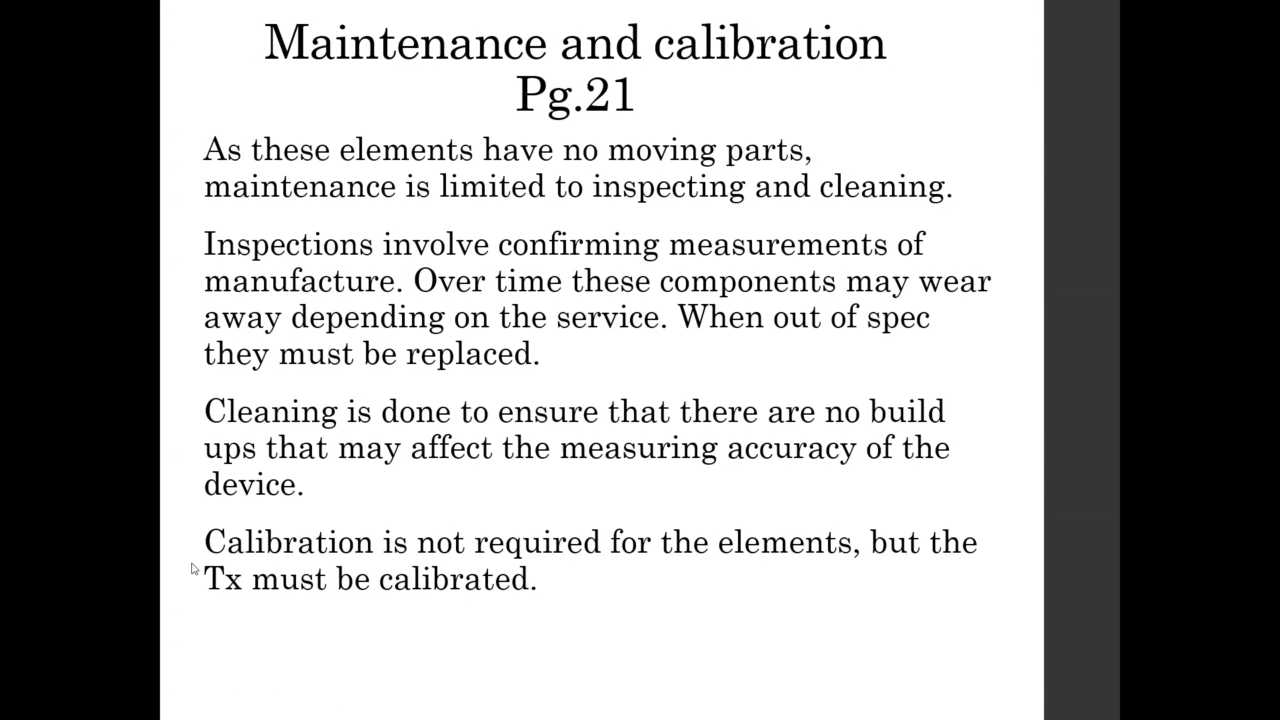 Maintenance and calibration
Pg.21
As these elements have no moving parts,
maintenance is limited to inspecting and cleaning.
Inspections involve confirming measurements of
manufacture. Over time these components may wear
away depending on the service. When out of spec
they must be replaced.
Cleaning is done to ensure that there are no build
ups that may affect the measuring accuracy of the
device.
Calibration is not required for the elements, but the
Tx must be calibrated.